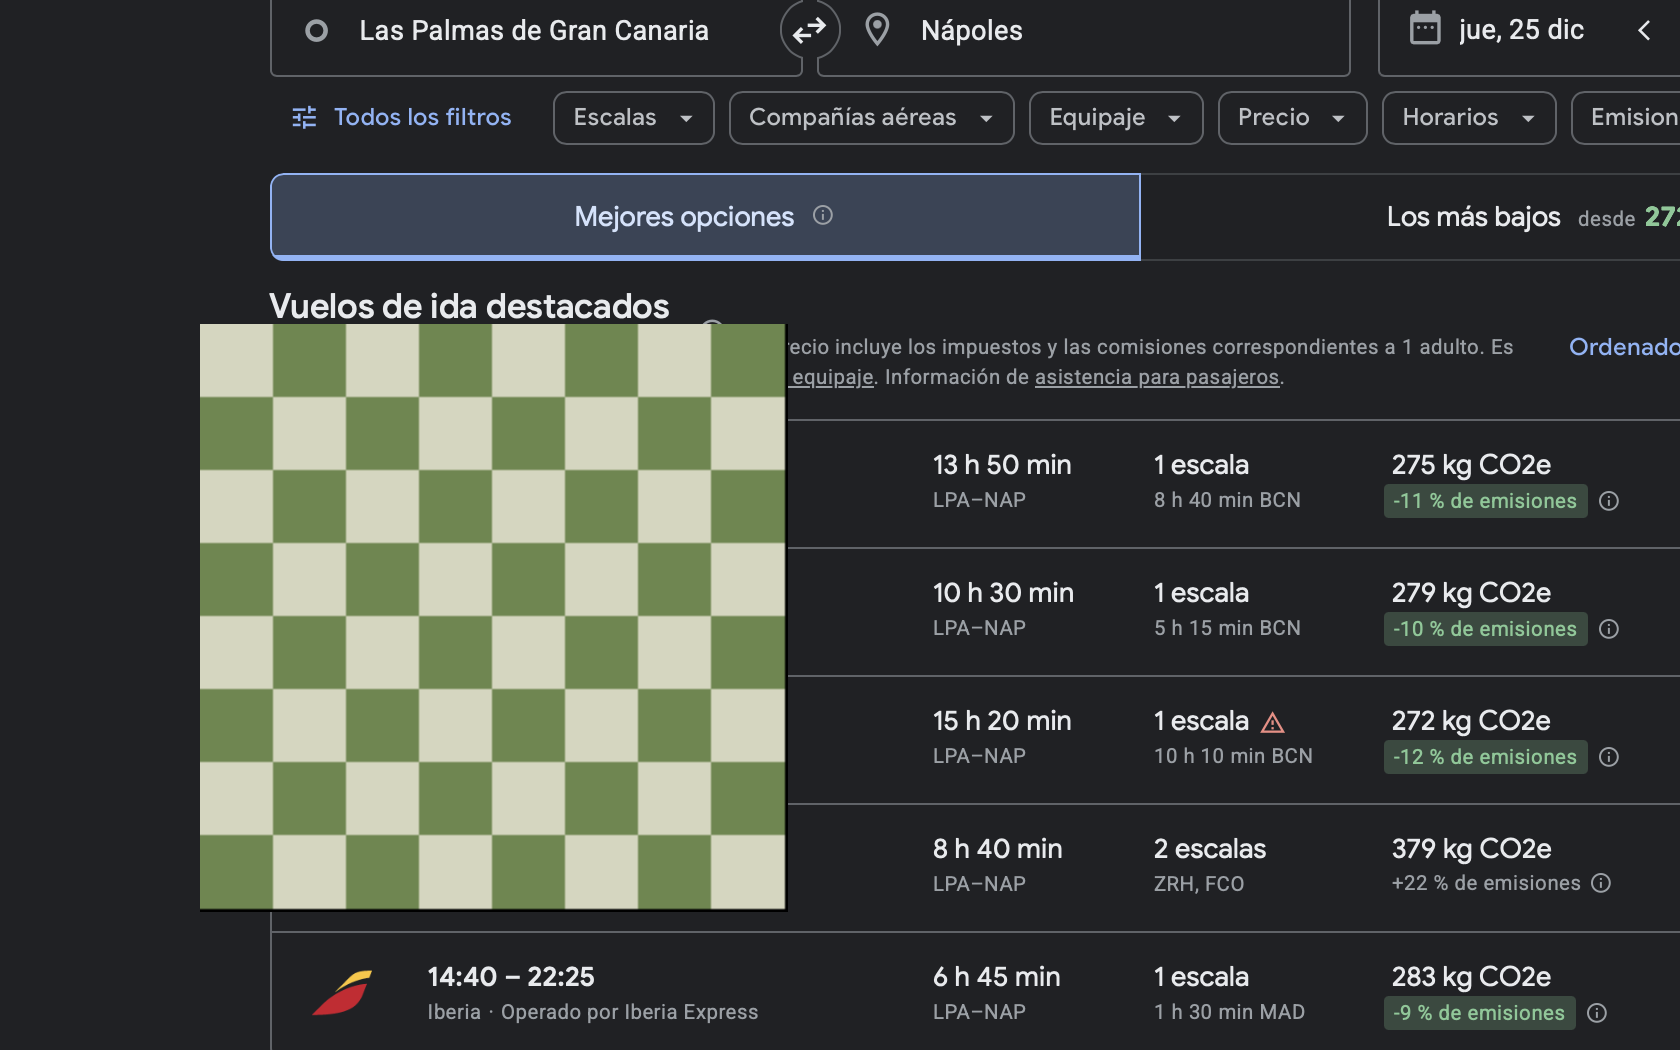 Las Palmas de Gran Canaria
Nápoles
jue, 25 dic
Todos los filtros
Escalas
Compañías aéreas
Equipaje
Precio
Horarios
Emision
Mejores opciones
Los más bajos desde 272
Vuelos de ida destacados
recio incluye los impuestos y las comisiones correspondientes a 1 adulto. Es
equipaje. Información de asistencia para pasajeros.
Ordenado
13 h 50 min
LPA–NAP
1 escala
8 h 40 min BCN
275 kg CO2e
-11 % de emisiones
10 h 30 min
LPA–NAP
1 escala
5 h 15 min BCN
279 kg CO2e
-10 % de emisiones
15 h 20 min
LPA–NAP
1 escala
10 h 10 min BCN
272 kg CO2e
-12 % de emisiones
8 h 40 min
LPA–NAP
2 escalas
ZRH, FCO
379 kg CO2e
+22 % de emisiones
14:40 – 22:25
Iberia · Operado por Iberia Express
6 h 45 min
LPA–NAP
1 escala
1 h 30 min MAD
283 kg CO2e
-9 % de emisiones